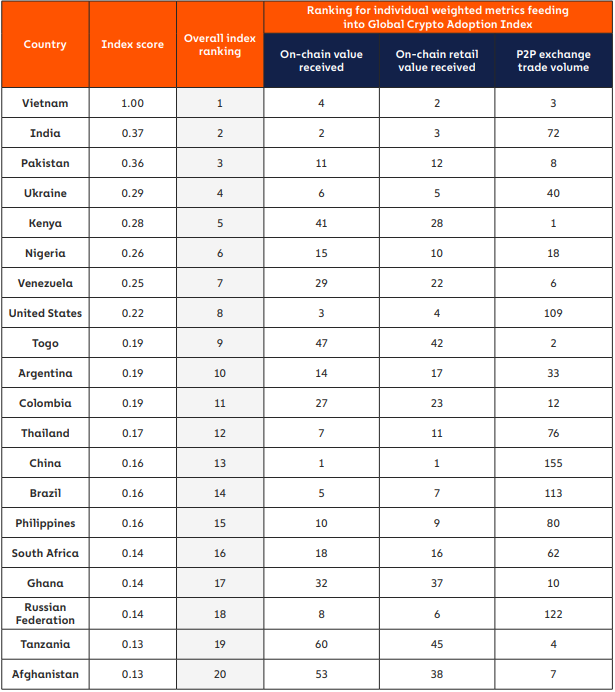 Country Index score Overall index ranking Ranking for individual weighted metrics feeding into Global Crypto Adoption Index
On-chain value received On-chain retail value received P2P exchange trade volume
Vietnam 1.00 1 4 2 3
India 0.37 2 2 3 72
Pakistan 0.36 3 11 12 8
Ukraine 0.29 4 6 5 40
Kenya 0.28 5 41 28 1
Nigeria 0.26 6 15 10 18
Venezuela 0.25 7 29 22 6
United States 0.22 8 3 4 109
Togo 0.19 9 47 42 2
Argentina 0.19 10 14 17 33
Colombia 0.19 11 27 23 12
Thailand 0.17 12 7 11 76
China 0.16 13 1 1 155
Brazil 0.16 14 5 7 113
Philippines 0.16 15 10 9 80
South Africa 0.14 16 18 16 62
Ghana 0.14 17 32 37 10
Russian Federation 0.14 18 8 6 122
Tanzania 0.13 19 60 45 4
Afghanistan 0.13 20 53 38 7